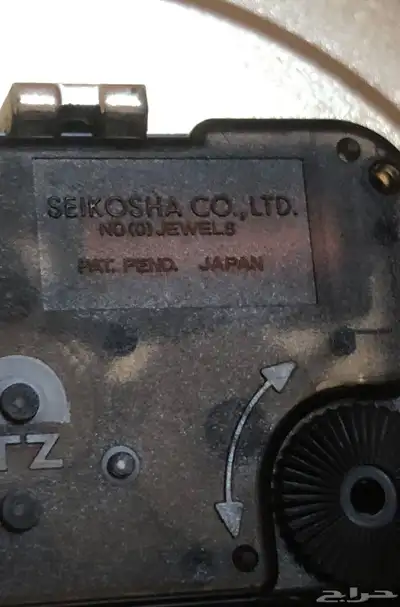 SEIKOSHA CO., LTD.
NO (0) JEWELS
PAT. PEND. JAPAN
TZ
حراج